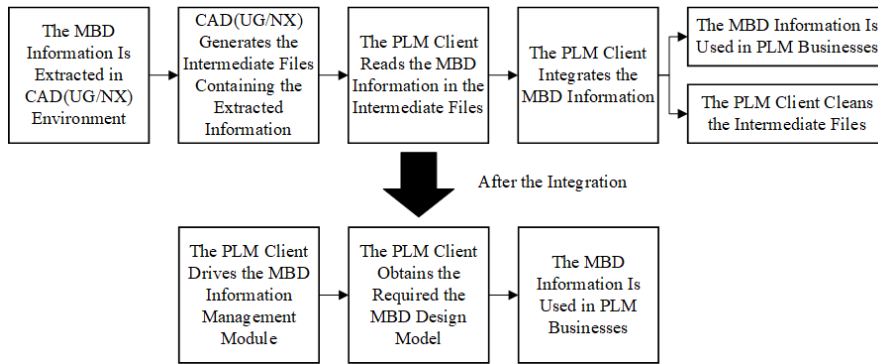 The MBD
Information Is
Extracted in
CAD(UG/NX)
Environment
CAD(UG/NX)
Generates the
Intermediate Files
Containing the
Extracted
Information
The PLM Client
Reads the MBD
Information in the
Intermediate Files
The PLM Client
Integrates the
MBD Information
The MBD Information Is
Used in PLM Businesses
The PLM Client Cleans
the Intermediate Files
After the Integration
The PLM Client
Drives the MBD
Information
Management
Module
The PLM Client
Obtains the
Required the
MBD Design
Model
The MBD
Information Is
Used in PLM
Businesses